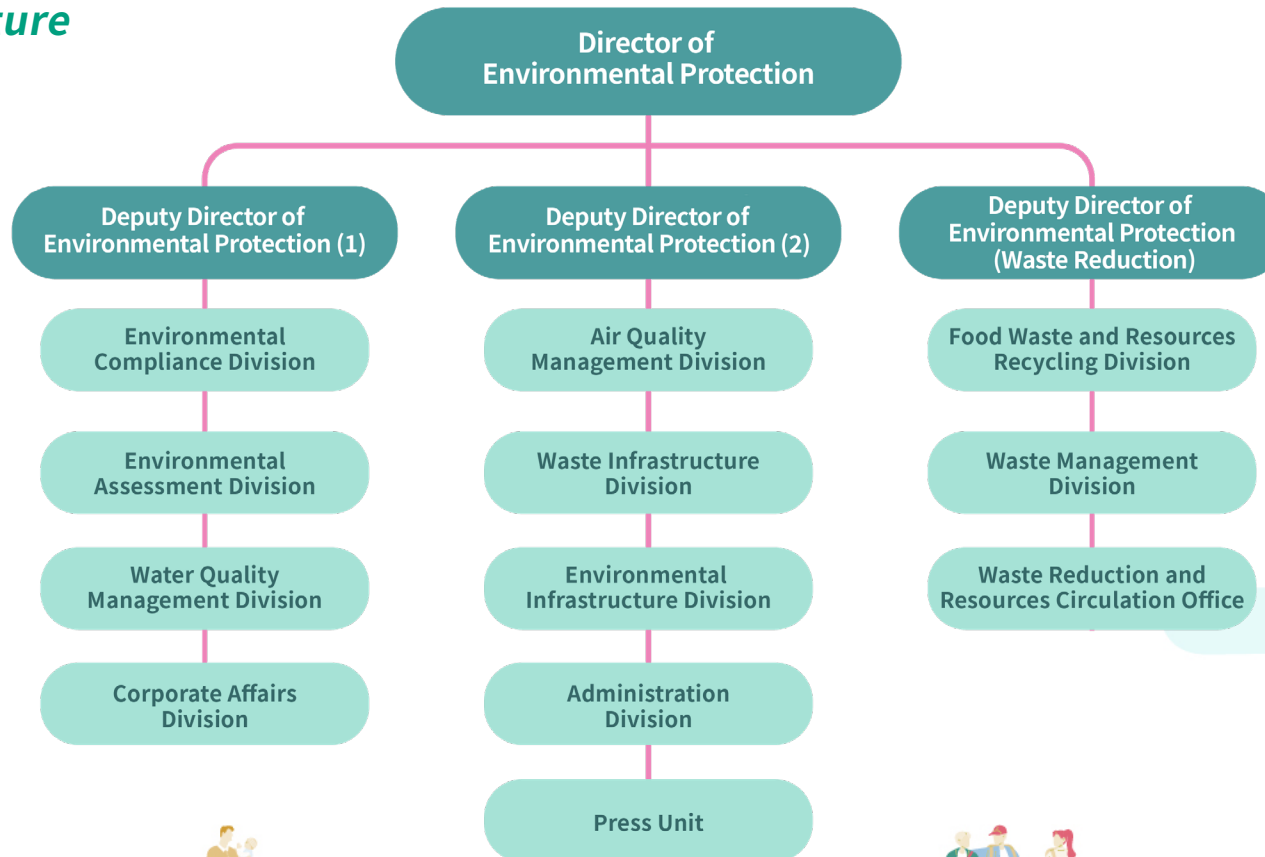 Director of
Environmental Protection
Deputy Director of
Environmental Protection (1)
Environmental
Compliance Division
Environmental
Assessment Division
Water Quality
Management Division
Corporate Affairs
Division
Deputy Director of
Environmental Protection (2)
Air Quality
Management Division
Waste Infrastructure
Division
Environmental
Infrastructure Division
Administration
Division
Press Unit
Deputy Director of
Environmental Protection
(Waste Reduction)
Food Waste and Resources
Recycling Division
Waste Management
Division
Waste Reduction and
Resources Circulation Office